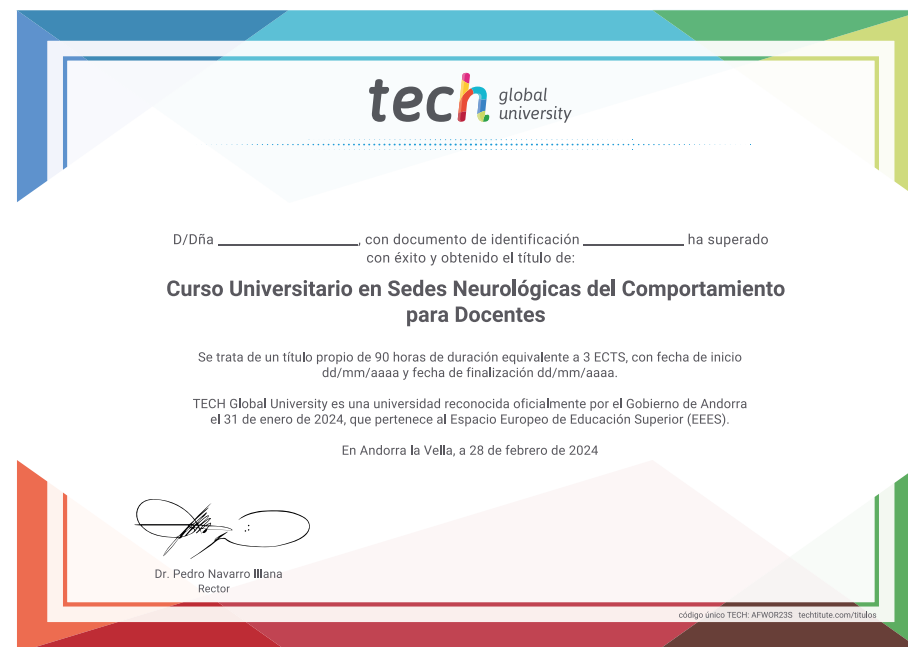 tech global university
D/Dña ____________________, con documento de identificación ______________ ha superado
con éxito y obtenido el título de:
Curso Universitario en Sedes Neurológicas del Comportamiento
para Docentes
Se trata de un título propio de 90 horas de duración equivalente a 3 ECTS, con fecha de inicio
dd/mm/aaaa y fecha de finalización dd/mm/aaaa.
TECH Global University es una universidad reconocida oficialmente por el Gobierno de Andorra
el 31 de enero de 2024, que pertenece al Espacio Europeo de Educación Superior (EEES).
En Andorra la Vella, a 28 de febrero de 2024
Dr. Pedro Navarro Illana
Rector
código único TECH: AFWOR23S techtitute.com/titulos